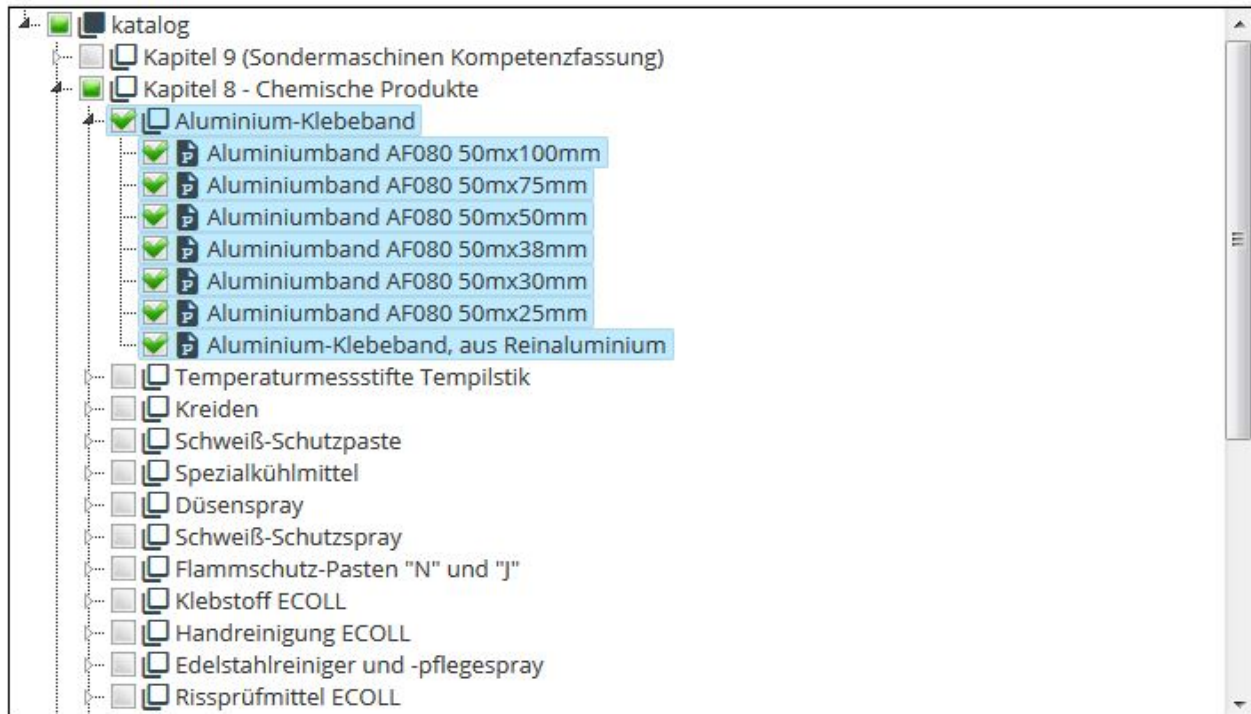 katalog
Kapitel 9 (Sondermaschinen Kompetenzfassung)
Kapitel 8 - Chemische Produkte
Aluminium-Klebeband
Aluminiumband AF080 50mx100mm
Aluminiumband AF080 50mx75mm
Aluminiumband AF080 50mx50mm
Aluminiumband AF080 50mx38mm
Aluminiumband AF080 50mx30mm
Aluminiumband AF080 50mx25mm
Aluminium-Klebeband, aus Reinaluminium
Temperaturmessstifte Tempilstik
Kreiden
Schweiß-Schutzpaste
Spezialkühlmittel
Düsenspray
Schweiß-Schutzspray
Flammschutz-Pasten "N" und "J"
Klebstoff ECOLL
Handreinigung ECOLL
Edelstahlreiniger und -pflegespray
Rissprüfmittel ECOLL